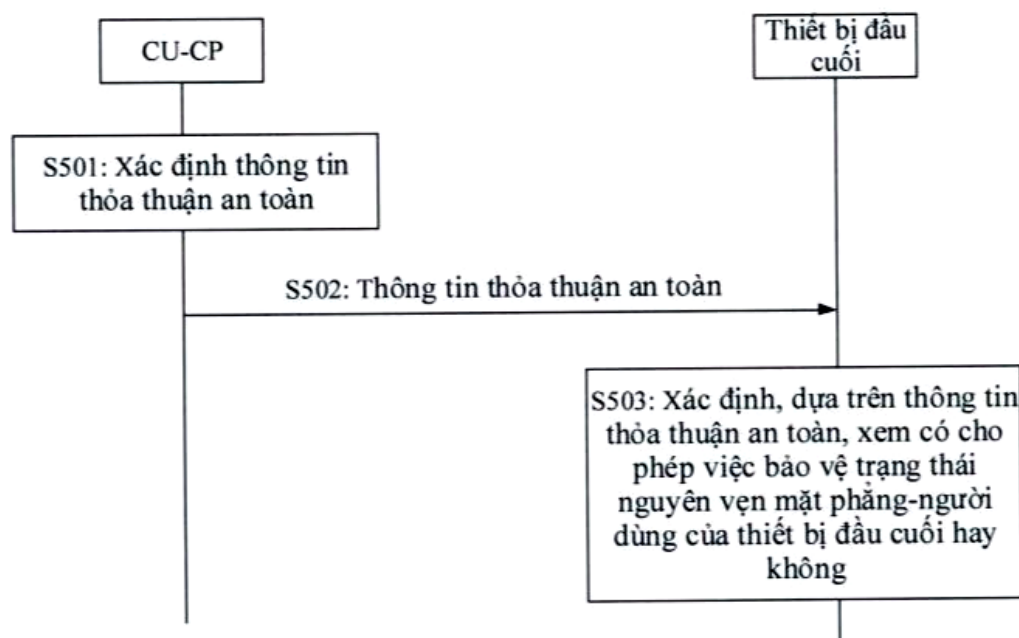 CU-CP
Thiết bị đầu
cuối
S501: Xác định thông tin
thỏa thuận an toàn
S502: Thông tin thỏa thuận an toàn
S503: Xác định, dựa trên thông tin
thỏa thuận an toàn, xem có cho
phép việc bảo vệ trạng thái
nguyên vẹn mặt phẳng-người
dùng của thiết bị đầu cuối hay
không